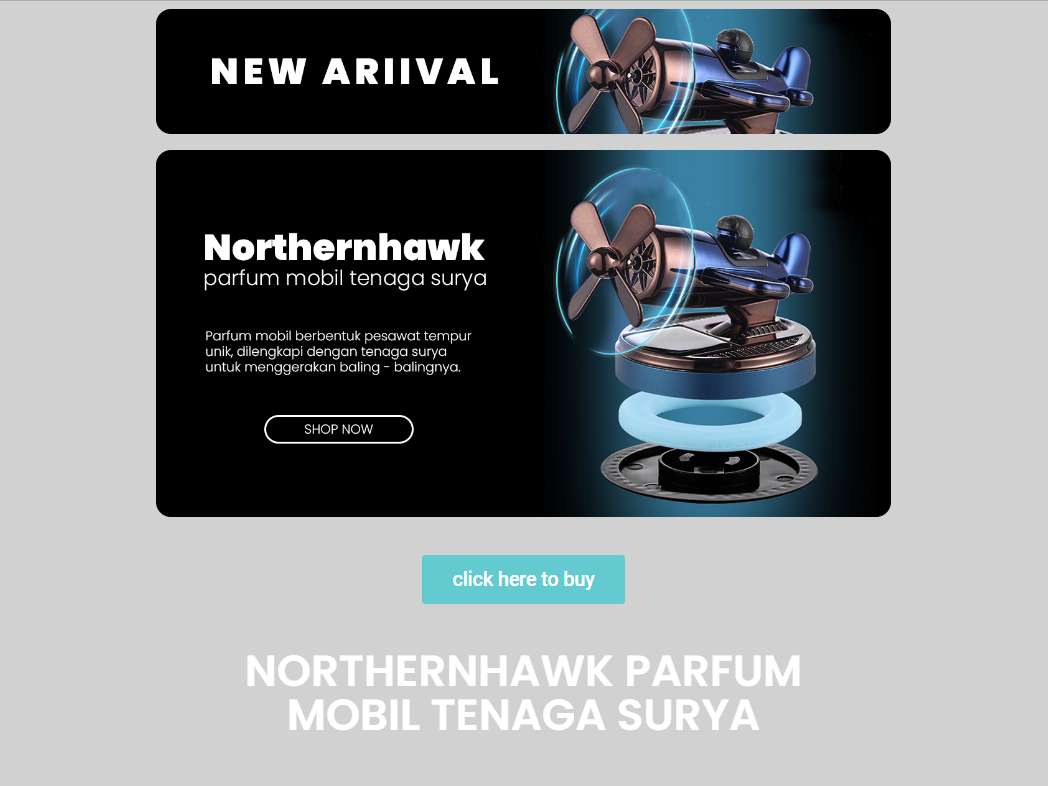 NEW ARIIVAL
Northernhawk
parfum mobil tenaga surya
Parfum mobil berbentuk pesawat tempur
unik, dilengkapi dengan tenaga surya
untuk menggerakan baling - balingnya.
SHOP NOW
click here to buy
NORTHERNHAWK PARFUM
MOBIL TENAGA SURYA